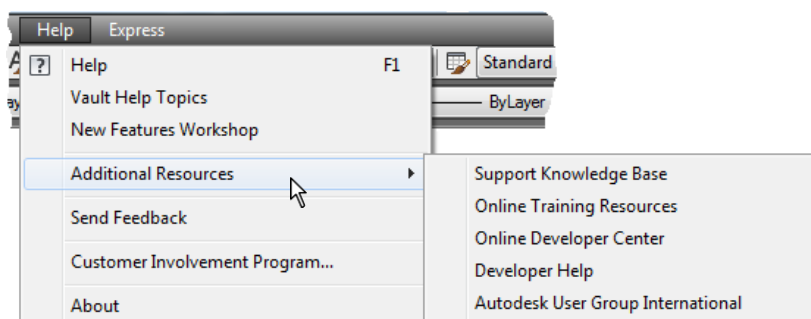 Help Express
? Help F1 Standard
Vault Help Topics ByLayer
New Features Workshop
Additional Resources
Support Knowledge Base
Online Training Resources
Send Feedback
Online Developer Center
Customer Involvement Program...
Developer Help
About
Autodesk User Group International